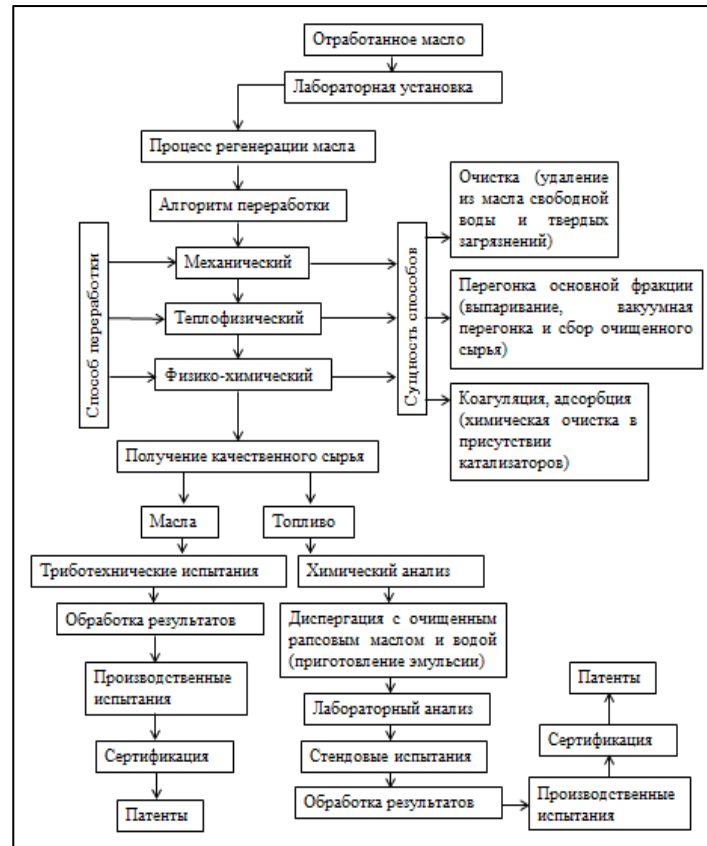 Отработанное масло
Лабораторная установка
Процесс регенерации масла
Алгоритм переработки
Способ переработки
Механический
Теплофизический
Физико-химический
Сущность способов
Очистка (удаление
из масла свободной
воды и твердых
загрязнений)
Перегонка основной фракции
(выпаривание, вакуумная
перегонка и сбор очищенного
сырья)
Коагуляция, адсорбция
(химическая очистка в
присутствии
катализаторов)
Получение качественного сырья
Масла
Топливо
Триботехнические испытания
Обработка результатов
Производственные
испытания
Сертификация
Патенты
Химический анализ
Диспергация с очищенным
рапсовым маслом и водой
(приготовление эмульсии)
Лабораторный анализ
Стендовые испытания
Обработка результатов
Производственные
испытания
Сертификация
Патенты